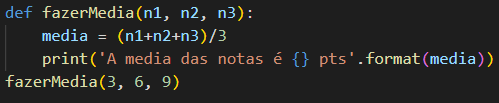 def fazerMedia(n1, n2, n3):
    media = (n1+n2+n3)/3
    print('A media das notas é {} pts'.format(media))
fazerMedia(3, 6, 9)